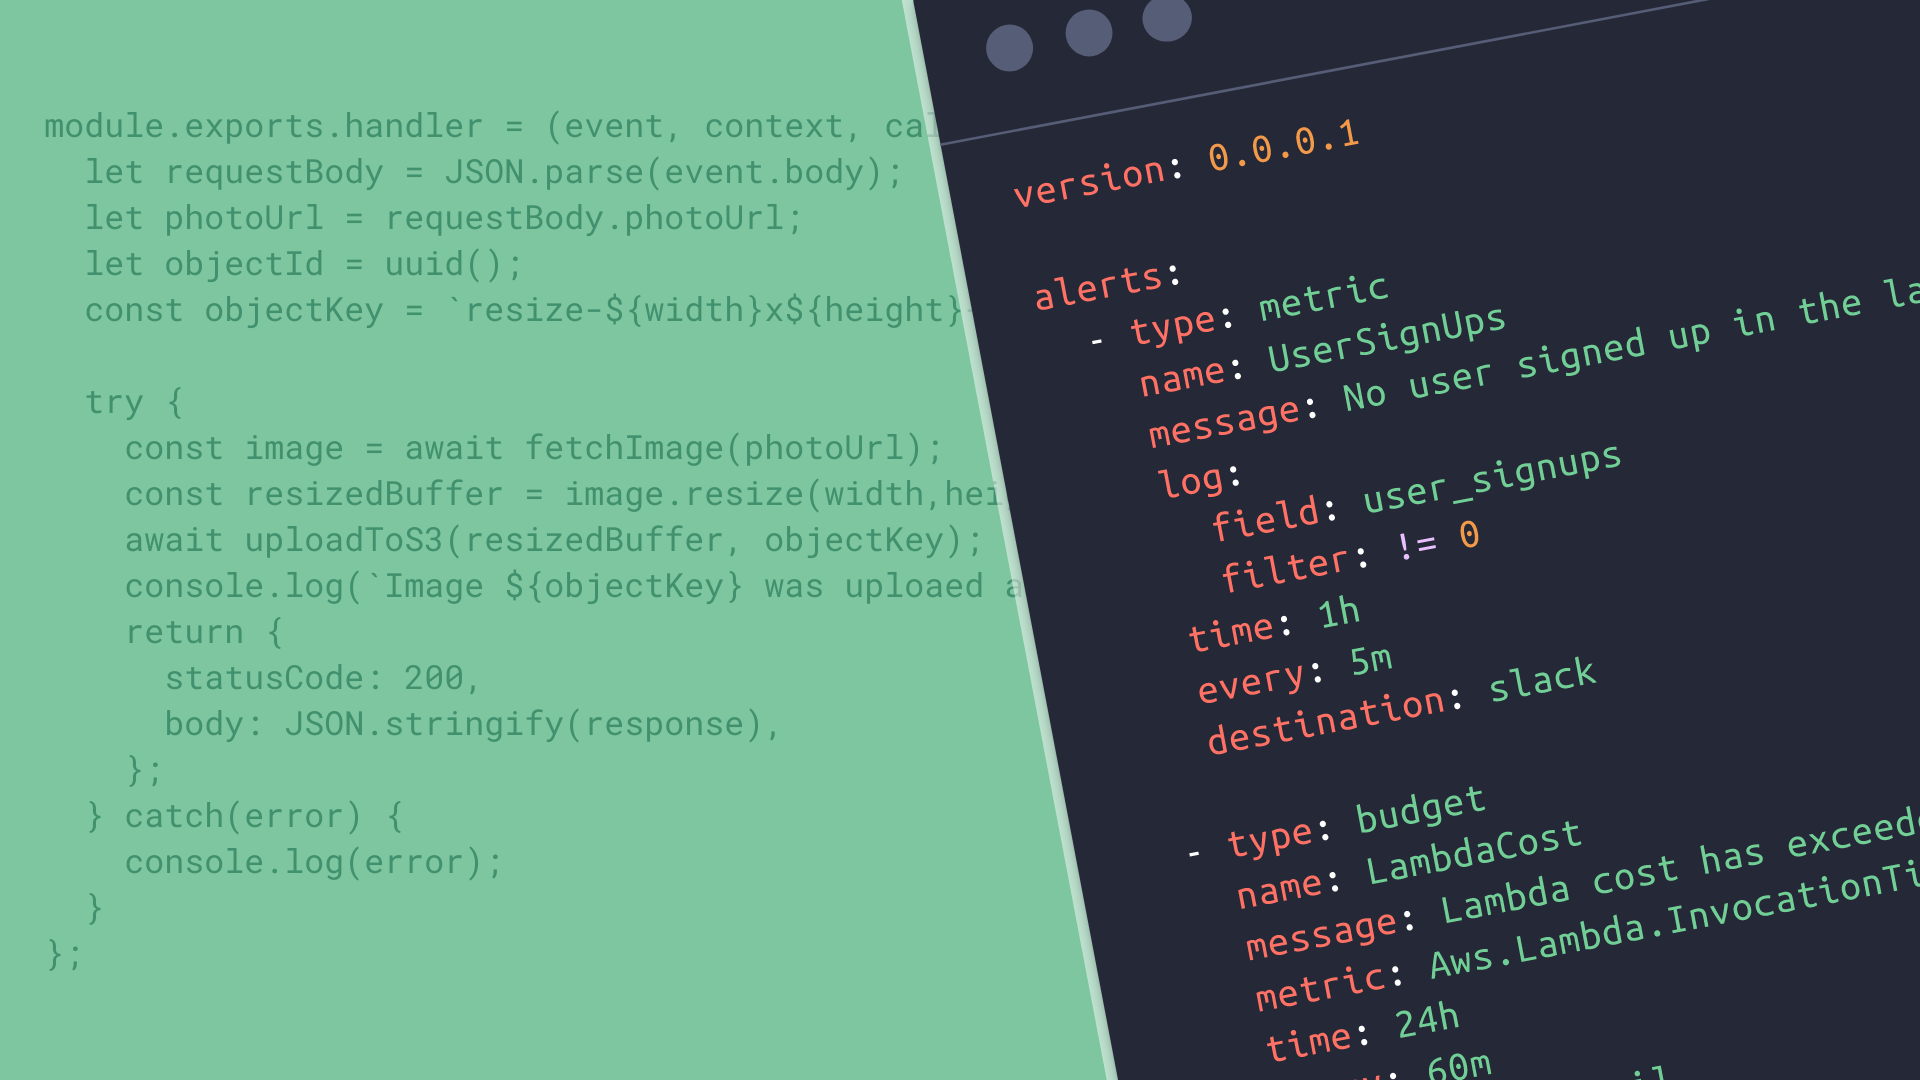 module.exports.handler = (event, context,
  let requestBody = JSON.parse(event.body);
  let photoUrl = requestBody.photoUrl;
  let objectId = uuid();
  const objectKey = `resize-${width}x${height}
  try {
    const image = await fetchImage(photoUrl);
    const resizedBuffer = image.resize(width,hei
    await uploadToS3(resizedBuffer, objectKey);
    console.log(`Image ${objectKey} was uploaed a
    return {
      statusCode: 200,
      body: JSON.stringify(response),
    };
  } catch(error) {
    console.log(error);
  }
};
version: 0.0.0.1
alerts:
  - type: metric
    name: UserSignUps
    message: No user signed up in the la
    log:
      field: user_signups
      filter: != 0
    time: 1h
    every: 5m
    destination: slack
  - type: budget
    name: LambdaCost
    message: Lambda cost has exceed
    metric: Aws.Lambda.InvocationTi
    time: 24h
    60m